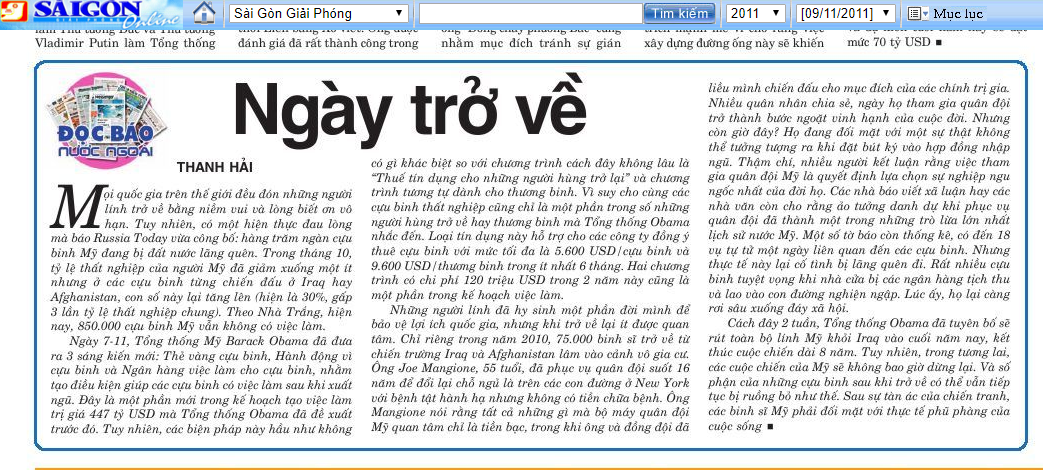 SAIGON
Online
Sài Gòn Giải Phóng
Tìm kiếm
2011
[09/11/2011]
Mục lục
Vladimir Putin làm Tổng thống
đánh giá đã rất thành công trong
nhằm mục đích tránh sự gián
xây dựng đường ống này sẽ khiến
mức 70 tỷ USD ■
ĐỌC BÁO
NƯỚC NGOÀI
Ngày trở về
THANH HẢI
Mọi quốc gia trên thế giới đều đón những người
lính trở về bằng niềm vui và lòng biết ơn vô
hạn. Tuy nhiên, có một hiện thực đau lòng
mà báo Russia Today vừa công bố: hàng trăm ngàn cựu
binh Mỹ đang bị đất nước lãng quên. Trong tháng 10,
tỷ lệ thất nghiệp của người Mỹ đã giảm xuống một ít
nhưng ở các cựu binh từng chiến đấu ở Iraq hay
Afghanistan, con số này lại tăng lên (hiện là 30%, gấp
3 lần tỷ lệ thất nghiệp chung). Theo Nhà Trắng, hiện
nay, 850.000 cựu binh Mỹ vẫn không có việc làm.
Ngày 7-11, Tổng thống Mỹ Barack Obama đã đưa
ra 3 sáng kiến mới: Thẻ vàng cựu binh, Hành động vì
cựu binh và Ngân hàng việc làm cho cựu binh, nhằm
tạo điều kiện giúp các cựu binh có việc làm sau khi xuất
ngũ. Đây là một phần mới trong kế hoạch tạo việc làm
trị giá 447 tỷ USD mà Tổng thống Obama đã đề xuất
trước đó. Tuy nhiên, các biện pháp này hầu như không
có gì khác biệt so với chương trình cách đây không lâu là
“Thuế tín dụng cho những người hùng trở lại” và chương
trình tương tự dành cho thương binh. Vì suy cho cùng các
cựu binh thất nghiệp cũng chỉ là một phần trong số những
người hùng trở về hay thương binh mà Tổng thống Obama
nhắc đến. Loại tín dụng này hỗ trợ cho các công ty đồng ý
thuê cựu binh với mức tối đa là 5.600 USD/cựu binh và
9.600 USD/thương binh trong ít nhất 6 tháng. Hai chương
trình có chi phí 120 triệu USD trong 2 năm này cũng là
một phần trong kế hoạch việc làm.
Những người lính đã hy sinh một phần đời mình để
bảo vệ lợi ích quốc gia, nhưng khi trở về lại ít được quan
tâm. Chỉ riêng trong năm 2010, 75.000 binh sĩ trở về từ
chiến trường Iraq và Afghanistan lâm vào cảnh vô gia cư.
Ông Joe Mangione, 55 tuổi, đã phục vụ quân đội suốt 16
năm để đổi lại chỗ ngủ là trên các con đường ở New York
với bệnh tật hành hạ nhưng không có tiền chữa bệnh. Ông
Mangione nói rằng tất cả những gì mà bộ máy quân đội
Mỹ quan tâm chỉ là tiền bạc, trong khi ông và đồng đội đã
liều mình chiến đấu cho mục đích của các chính trị gia.
Nhiều quân nhân chia sẻ, ngày họ tham gia quân đội
trở thành bước ngoặt vinh hạnh của cuộc đời. Nhưng
còn giờ đây? Họ đang đối mặt với một sự thật không
thể tưởng tượng ra khi đặt bút ký vào hợp đồng nhập
ngũ. Thậm chí, nhiều người kết luận rằng việc tham
gia quân đội Mỹ là quyết định lựa chọn sự nghiệp ngu
ngốc nhất của đời họ. Các nhà báo viết xã luận hay các
nhà văn còn cho rằng ảo tưởng danh dự khi phục vụ
quân đội đã thành một trong những trò lừa lớn nhất
lịch sử nước Mỹ. Một số tờ báo còn thống kê, có đến 18
vụ tự tử một ngày liên quan đến các cựu binh. Nhưng
thực tế này lại cố tình bị lãng quên đi. Rất nhiều cựu
binh tuyệt vọng khi nhà cửa bị các ngân hàng tịch thu
và lao vào con đường nghiện ngập. Lúc ấy, họ lại càng
rơi sâu xuống đáy xã hội.
Cách đây 2 tuần, Tổng thống Obama đã tuyên bố sẽ
rút toàn bộ lính Mỹ khỏi Iraq vào cuối năm nay, kết
thúc cuộc chiến dài 8 năm. Tuy nhiên, trong tương lai,
các cuộc chiến của Mỹ sẽ không bao giờ dừng lại. Và số
phận của những cựu binh sau khi trở về có thể vẫn tiếp
tục bị ruồng bỏ như thế. Sau sự tàn ác của chiến tranh,
các binh sĩ Mỹ phải đối mặt với thực tế phũ phàng của
cuộc sống ■